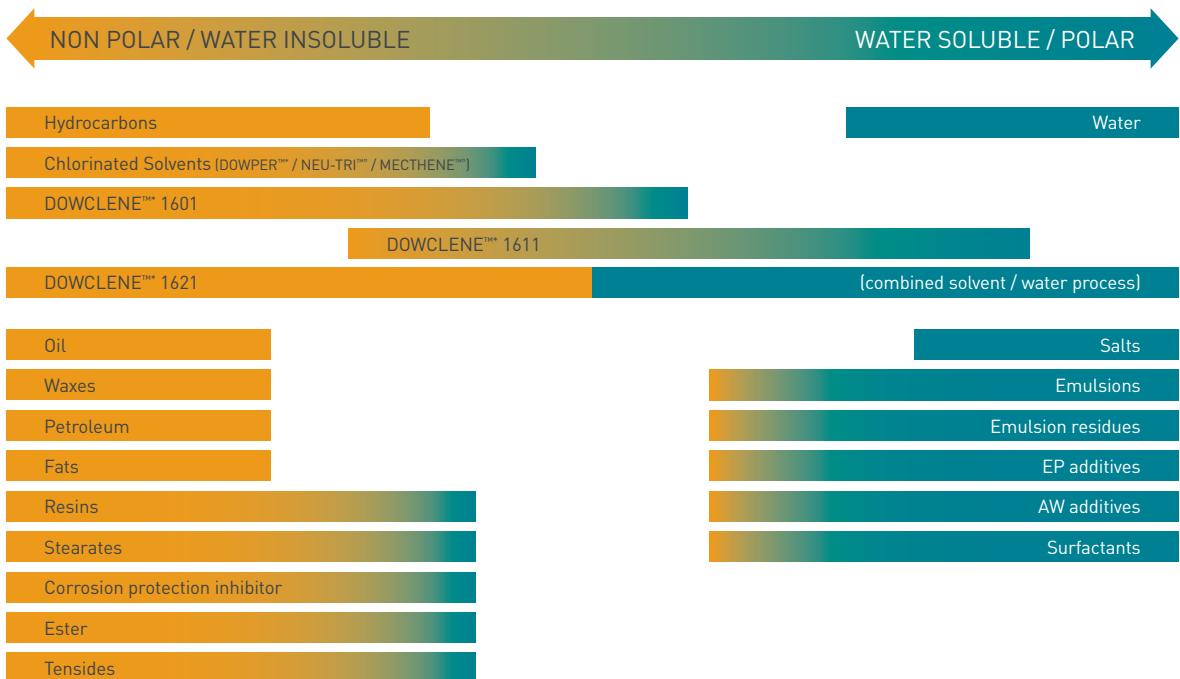 NON POLAR / WATER INSOLUBLE WATER SOLUBLE / POLAR
Hydrocarbons Water
Chlorinated Solvents (DOWPER™* / NEU-TRI™* / MECTHENE™*)
DOWCLENE™* 1601
DOWCLENE™* 1611
DOWCLENE™* 1621 (combined solvent / water process)
Oil Salts
Waxes Emulsions
Petroleum Emulsion residues
Fats EP additives
Resins AW additives
Stearates Surfactants
Corrosion protection inhibitor
Ester
Tensides